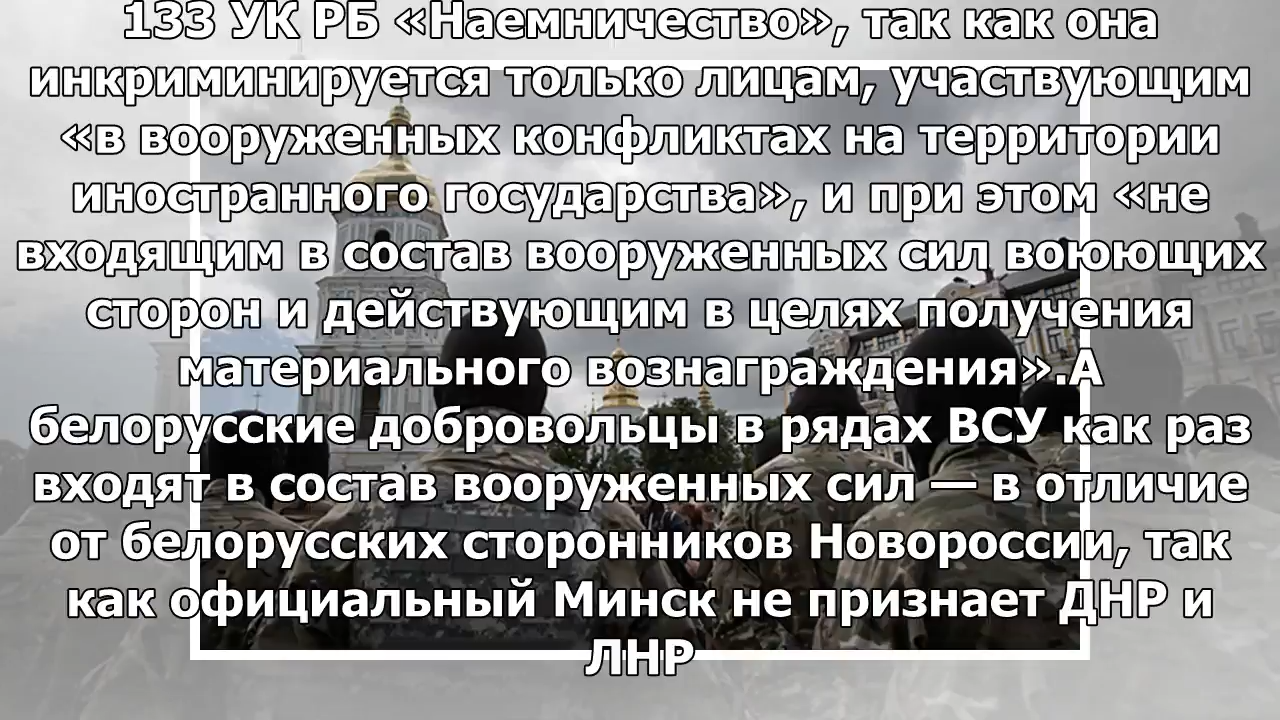 133 УК РБ «Наемничество», так как она
инкриминируется только лицам, участвующим
«в вооруженных конфликтах на территории
иностранного государства», и при этом «не
входящим в состав вооруженных сил воюющих
сторон и действующим в целях получения
материального вознаграждения».А
белорусские добровольцы в рядах ВСУ как раз
входят в состав вооруженных сил — в отличие
от белорусских сторонников Новороссии, так
как официальный Минск не признает ДНР и
ЛНР